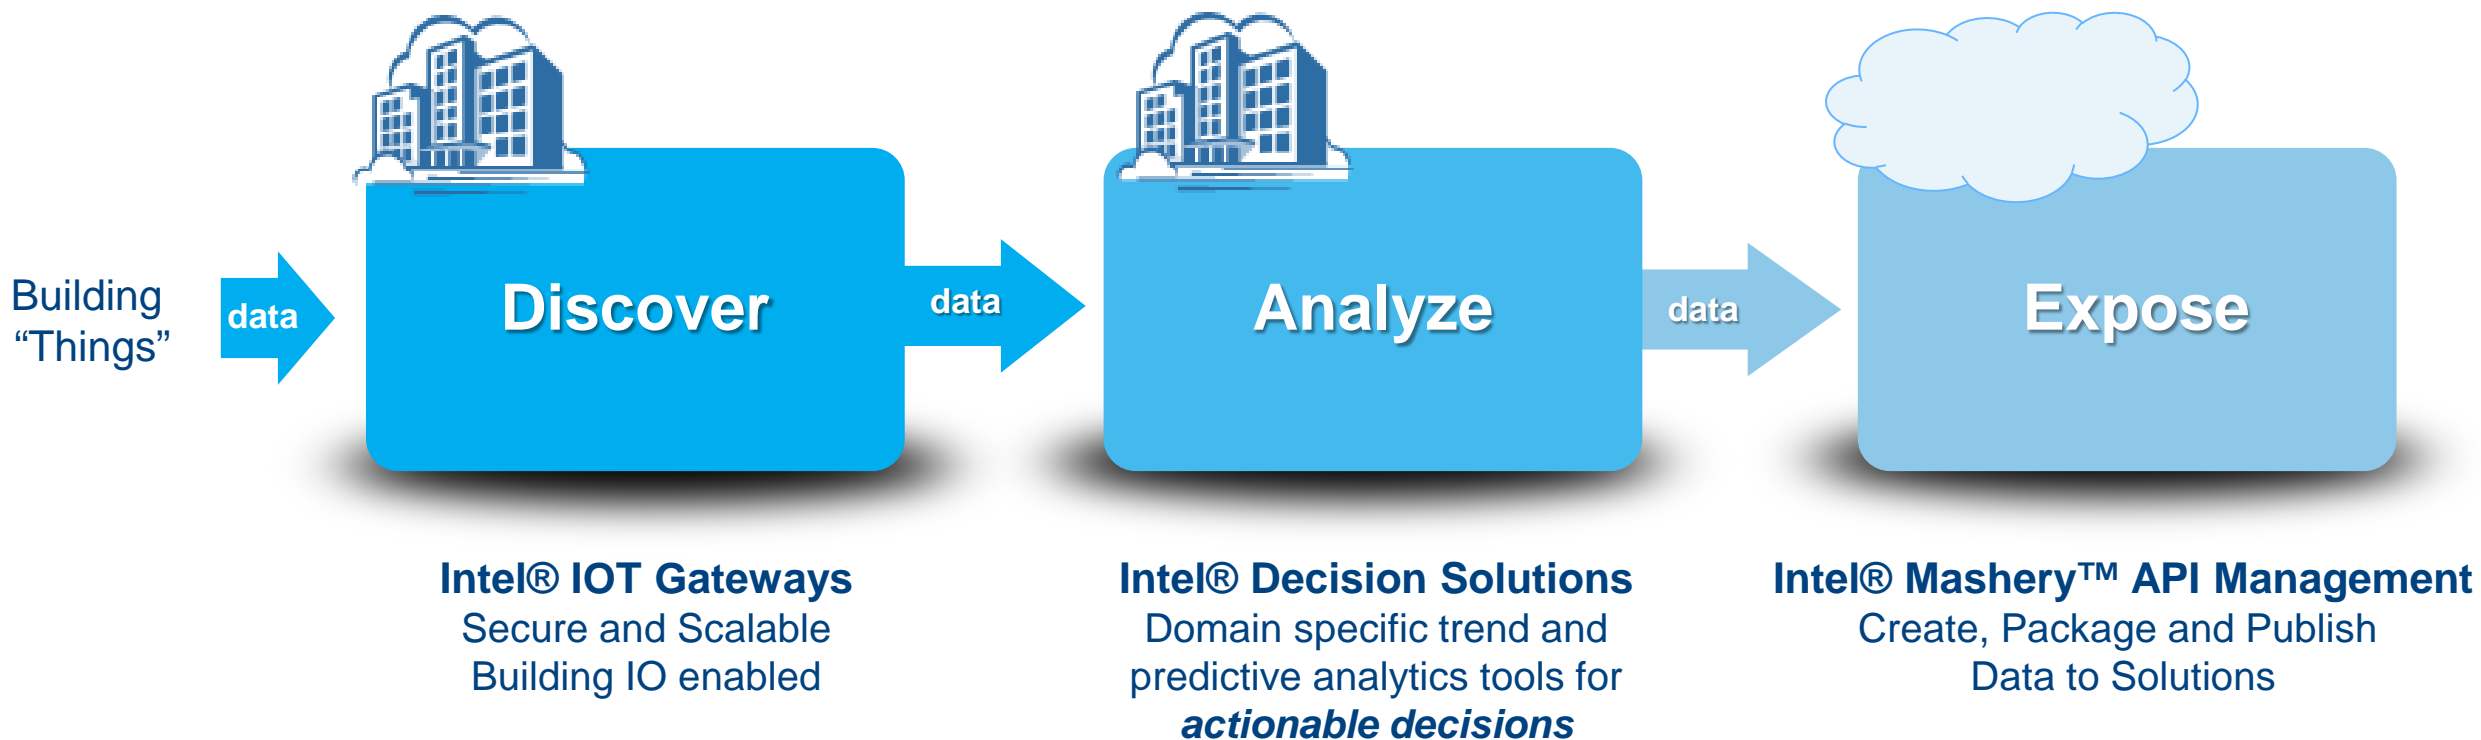 Building
“Things”
data
Discover
data
Analyze
data
Expose
Intel® IOT Gateways
Secure and Scalable
Building IO enabled
Intel® Decision Solutions
Domain specific trend and
predictive analytics tools for
actionable decisions
Intel® Mashery™ API Management
Create, Package and Publish
Data to Solutions